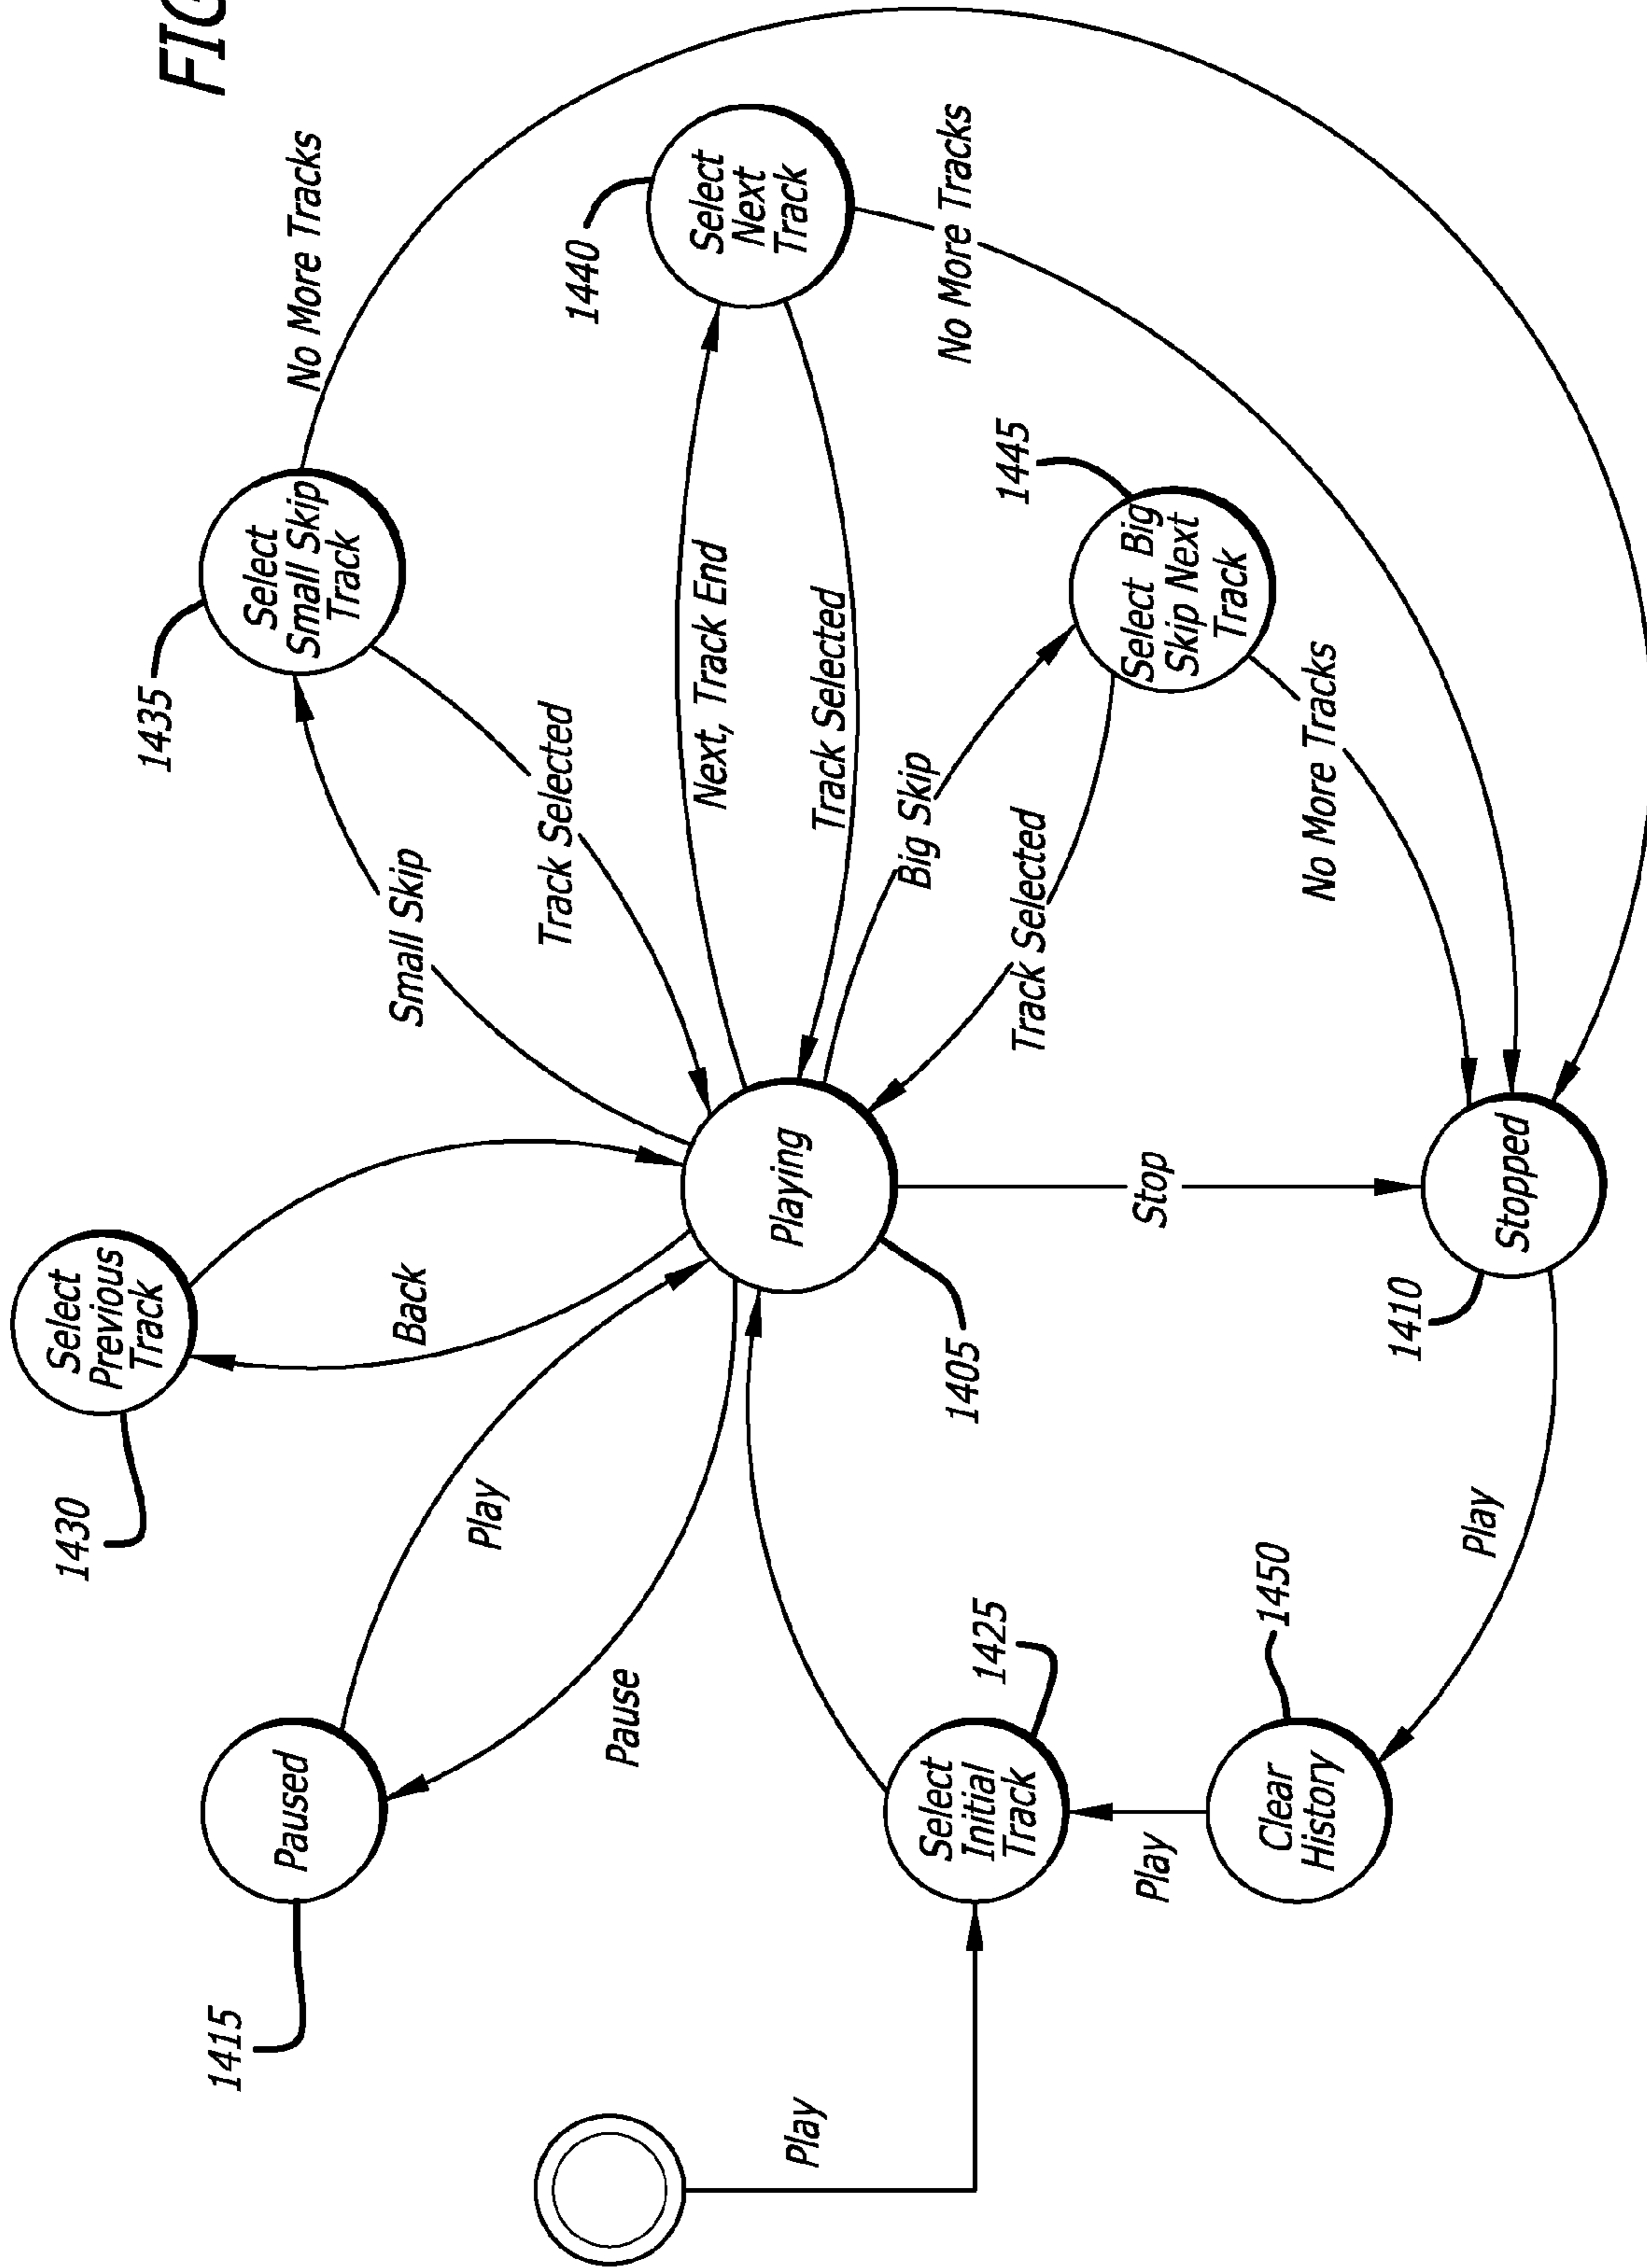 FIG
1430
Select
Previous
Track
1435
1415
Paused
Select
Small Skip
Track
No More Tracks
Back
Small Skip
Play
Track Selected
1440
Pause
Next, Track End
Select
Next
Track
Play
Playing
Track Selected
Big Skip
Select
Initial
Track
No More Tracks
1405
1425
1445
Track Selected
Select Big
Skip Next
Track
Play
Stop
Clear
History
1450
No More Tracks
1410
Play
Stopped